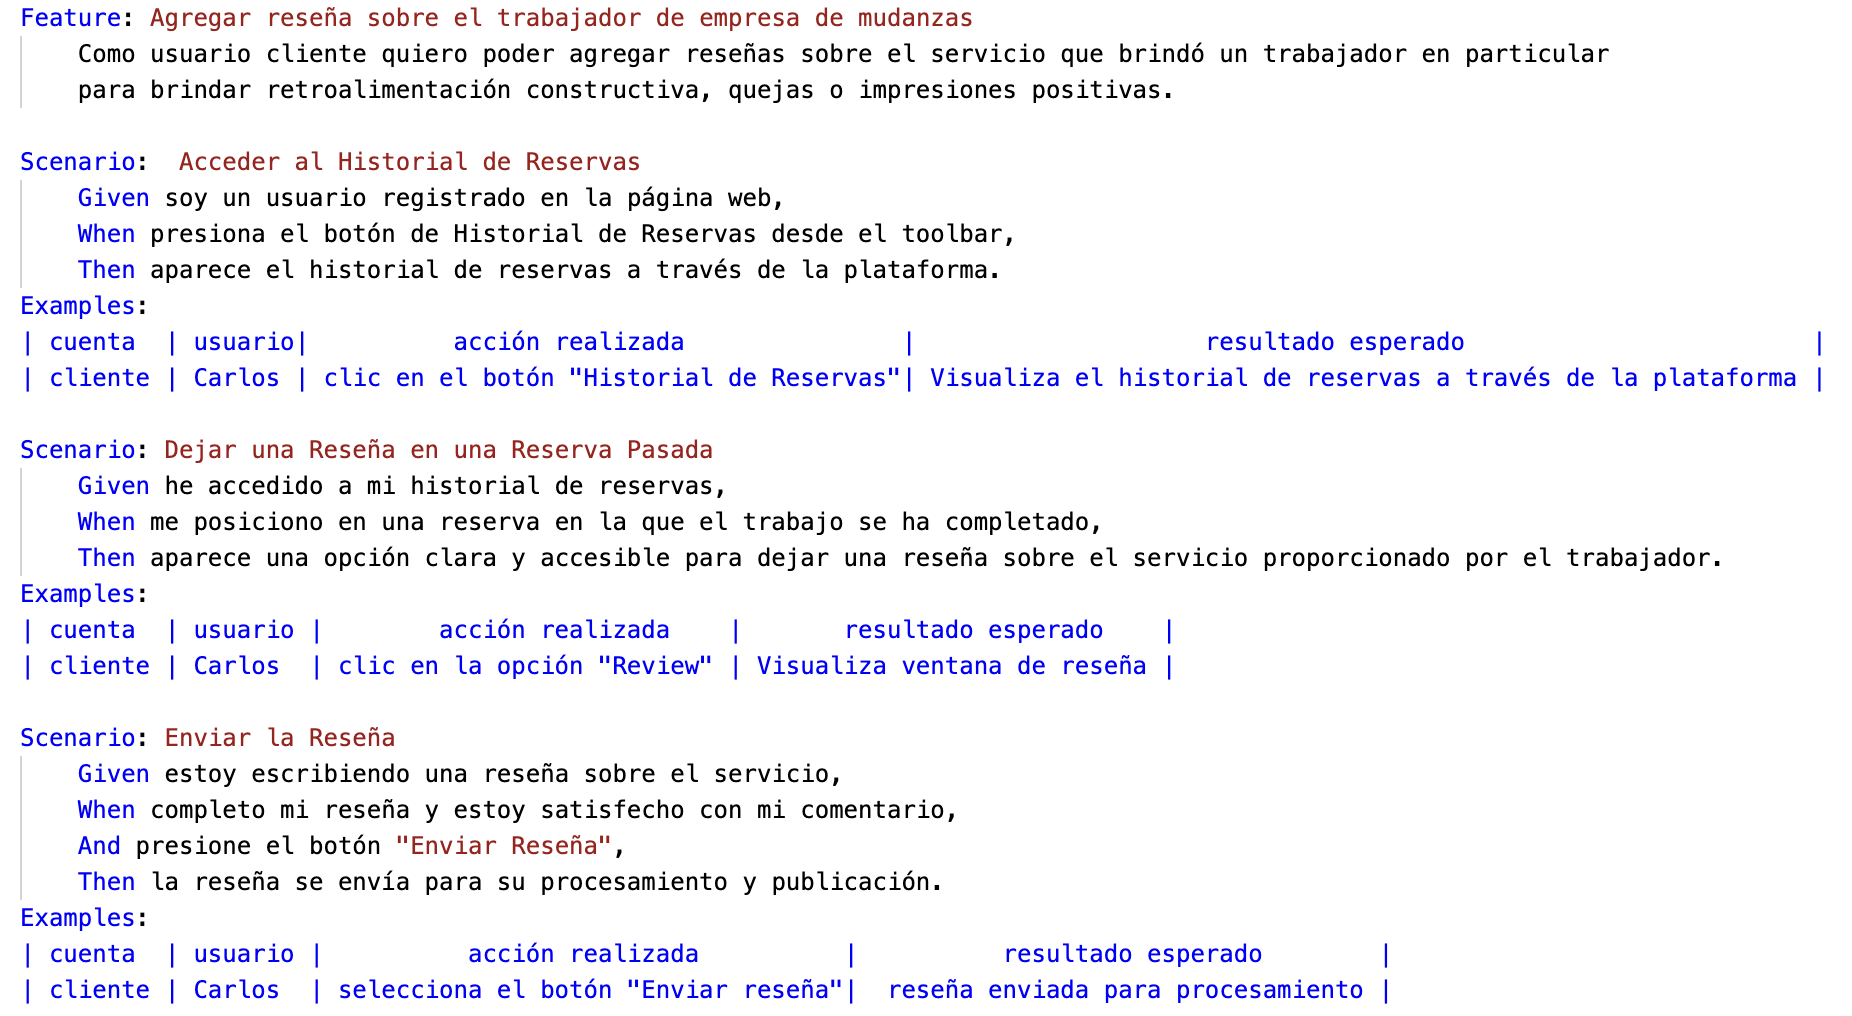 Feature: Agregar reseña sobre el trabajador de empresa de mudanzas
Como usuario cliente quiero poder agregar reseñas sobre el servicio que brindó un trabajador en particular
para brindar retroalimentación constructiva, quejas o impresiones positivas.
Scenario:  Acceder al Historial de Reservas
Given soy un usuario registrado en la página web,
When presiona el botón de Historial de Reservas desde el toolbar,
Then aparece el historial de reservas a través de la plataforma.
Examples:
| cuenta  | usuario|          acción realizada               |                    resultado esperado                        |
| cliente | Carlos | clic en el botón "Historial de Reservas"| Visualiza el historial de reservas a través de la plataforma |
Scenario: Dejar una Reseña en una Reserva Pasada
Given he accedido a mi historial de reservas,
When me posiciono en una reserva en la que el trabajo se ha completado,
Then aparece una opción clara y accesible para dejar una reseña sobre el servicio proporcionado por el trabajador.
Examples:
| cuenta  | usuario |        acción realizada    |       resultado esperado    |
| cliente | Carlos  | clic en la opción "Review" | Visualiza ventana de reseña |
Scenario: Enviar la Reseña
Given estoy escribiendo una reseña sobre el servicio,
When completo mi reseña y estoy satisfecho con mi comentario,
And presione el botón "Enviar Reseña",
Then la reseña se envía para su procesamiento y publicación.
Examples:
| cuenta  | usuario |          acción realizada          |          resultado esperado        |
| cliente | Carlos  | selecciona el botón "Enviar reseña"|  reseña enviada para procesamiento |